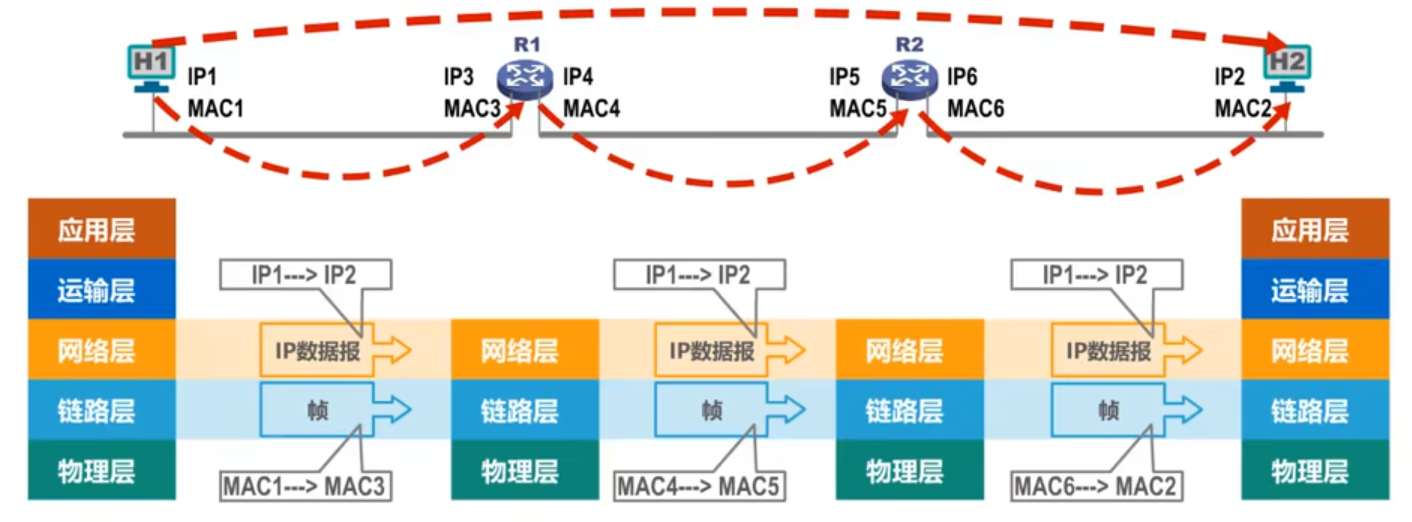 H1
R1
R2
H2
IP1
MAC1
IP3
MAC3
IP4
MAC4
IP5
MAC5
IP6
MAC6
IP2
MAC2
应用层
应用层
运输层
IP1---> IP2
IP1---> IP2
IP1---> IP2
运输层
网络层
IP数据报
网络层
IP数据报
网络层
IP数据报
网络层
链路层
帧
链路层
帧
链路层
帧
链路层
物理层
MAC1---> MAC3
物理层
MAC4---> MAC5
物理层
MAC6---> MAC2
物理层